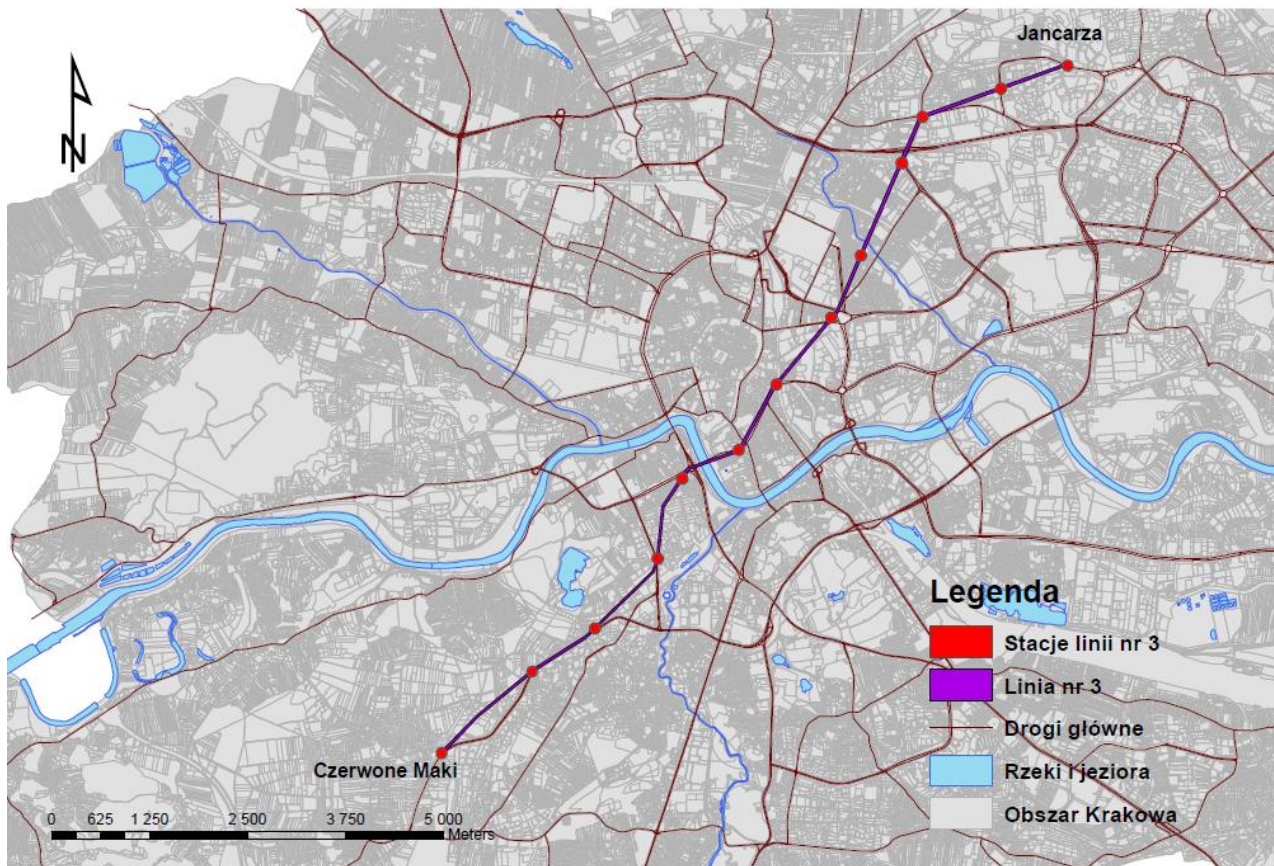 Jancarza
N
Legenda
Stacje linii nr 3
Linia nr 3
Drogi główne
Rzeki i jeziora
Obszar Krakowa
Czerwone Maki
0 625 1 250 2 500 3 750 5 000
Meters